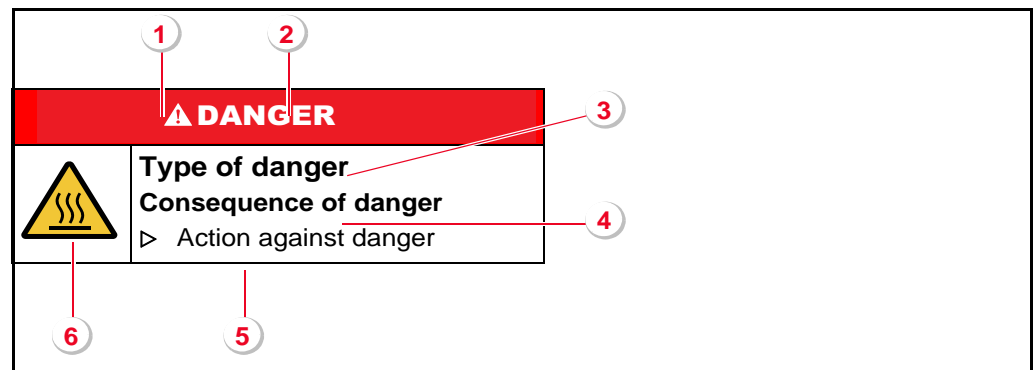 1 2
DANGER
3
Type of danger
Consequence of danger
4
▷ Action against danger
6 5